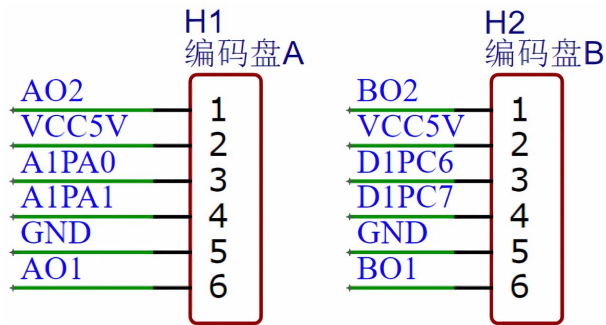 H1
编码盘A
AO2 1
VCC5V 2
A1PA0 3
A1PA1 4
GND 5
AO1 6
H2
编码盘B
BO2 1
VCC5V 2
D1PC6 3
D1PC7 4
GND 5
BO1 6